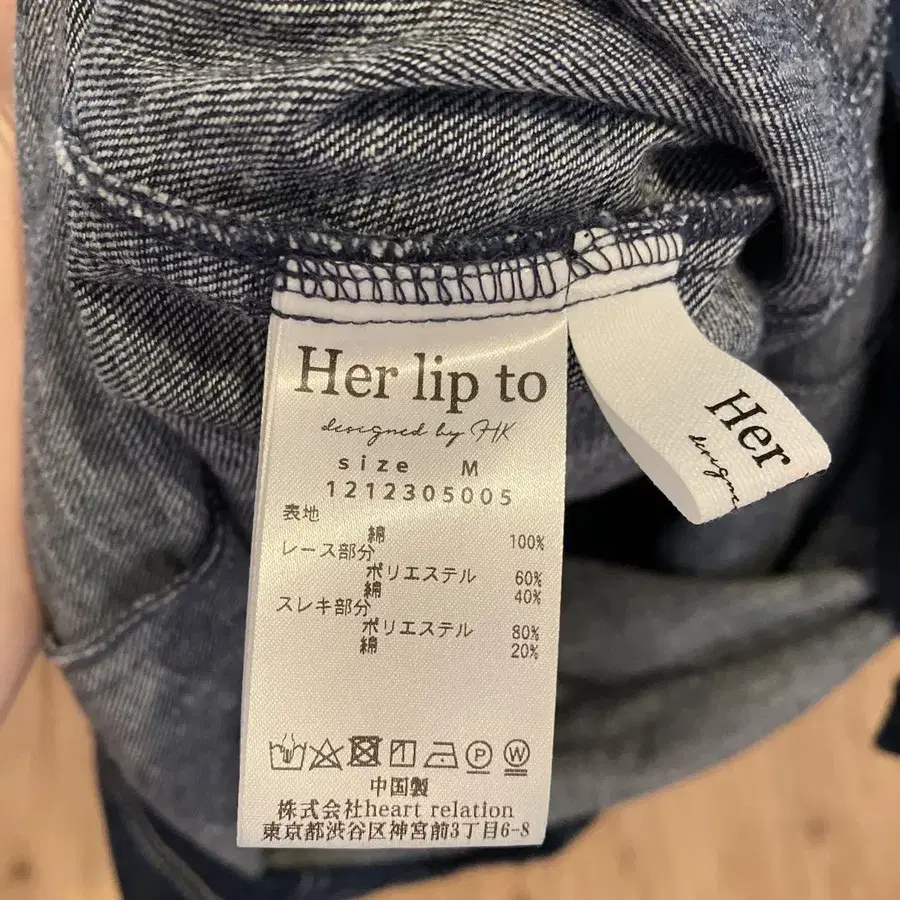 Her lip to
designed by HK
size M
1212305005
表地
綿 100%
レース部分
ポリエステル 60%
綿 40%
スレキ部分
ポリエステル 80%
綿 20%
P W
中国製
株式会社heart relation
東京都渋谷区神宮前3丁目6-8
Her